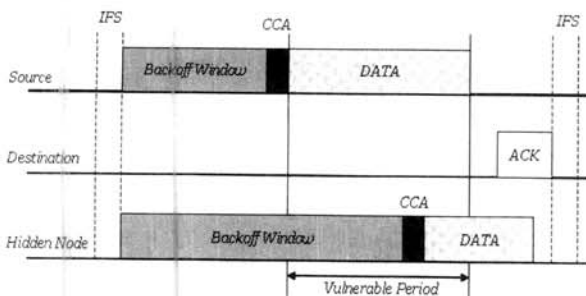 IFS
CCA
IFS
Backoff Window
DATA
Source
Destination
ACK
CCA
Backoff Window
DATA
Hidden Node
Vulnerable Period